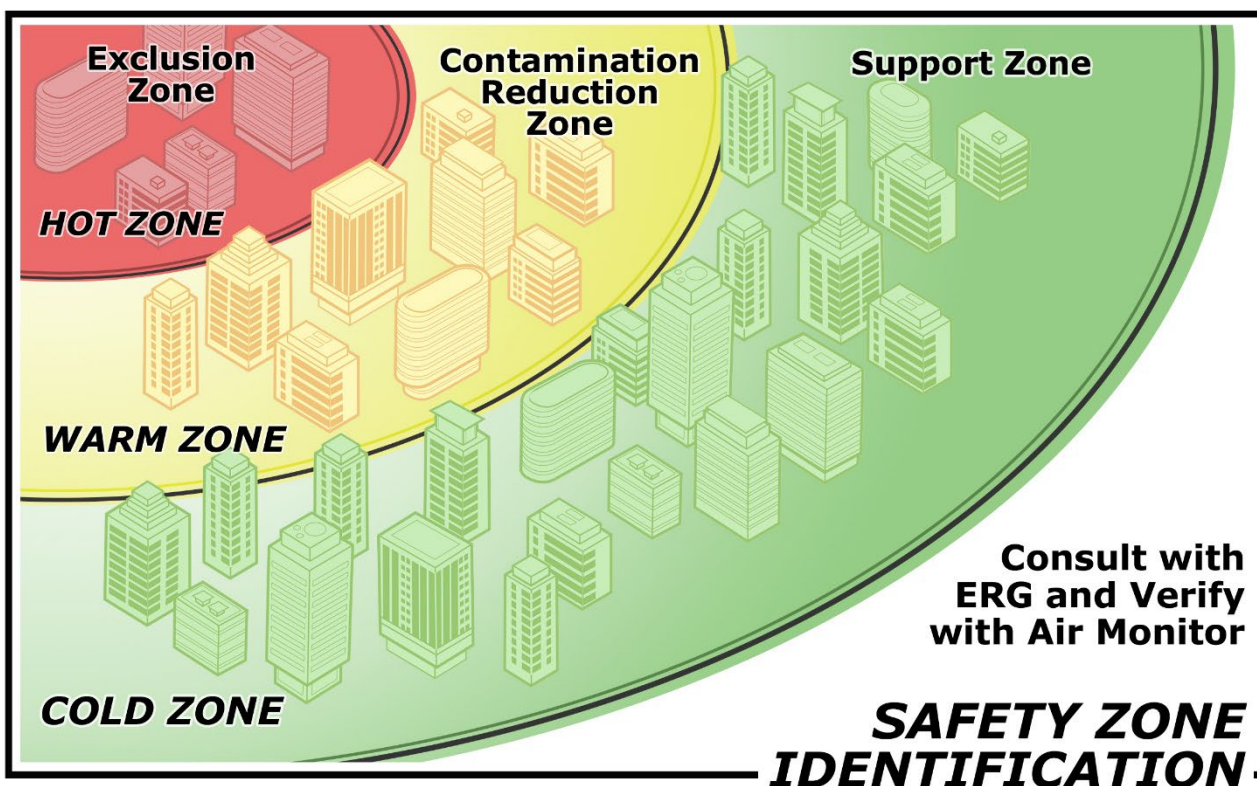 Exclusion
Zone
Contamination
Reduction
Zone
Support Zone
HOT ZONE
WARM ZONE
COLD ZONE
Consult with
ERG and Verify
with Air Monitor
SAFETY ZONE
IDENTIFICATION